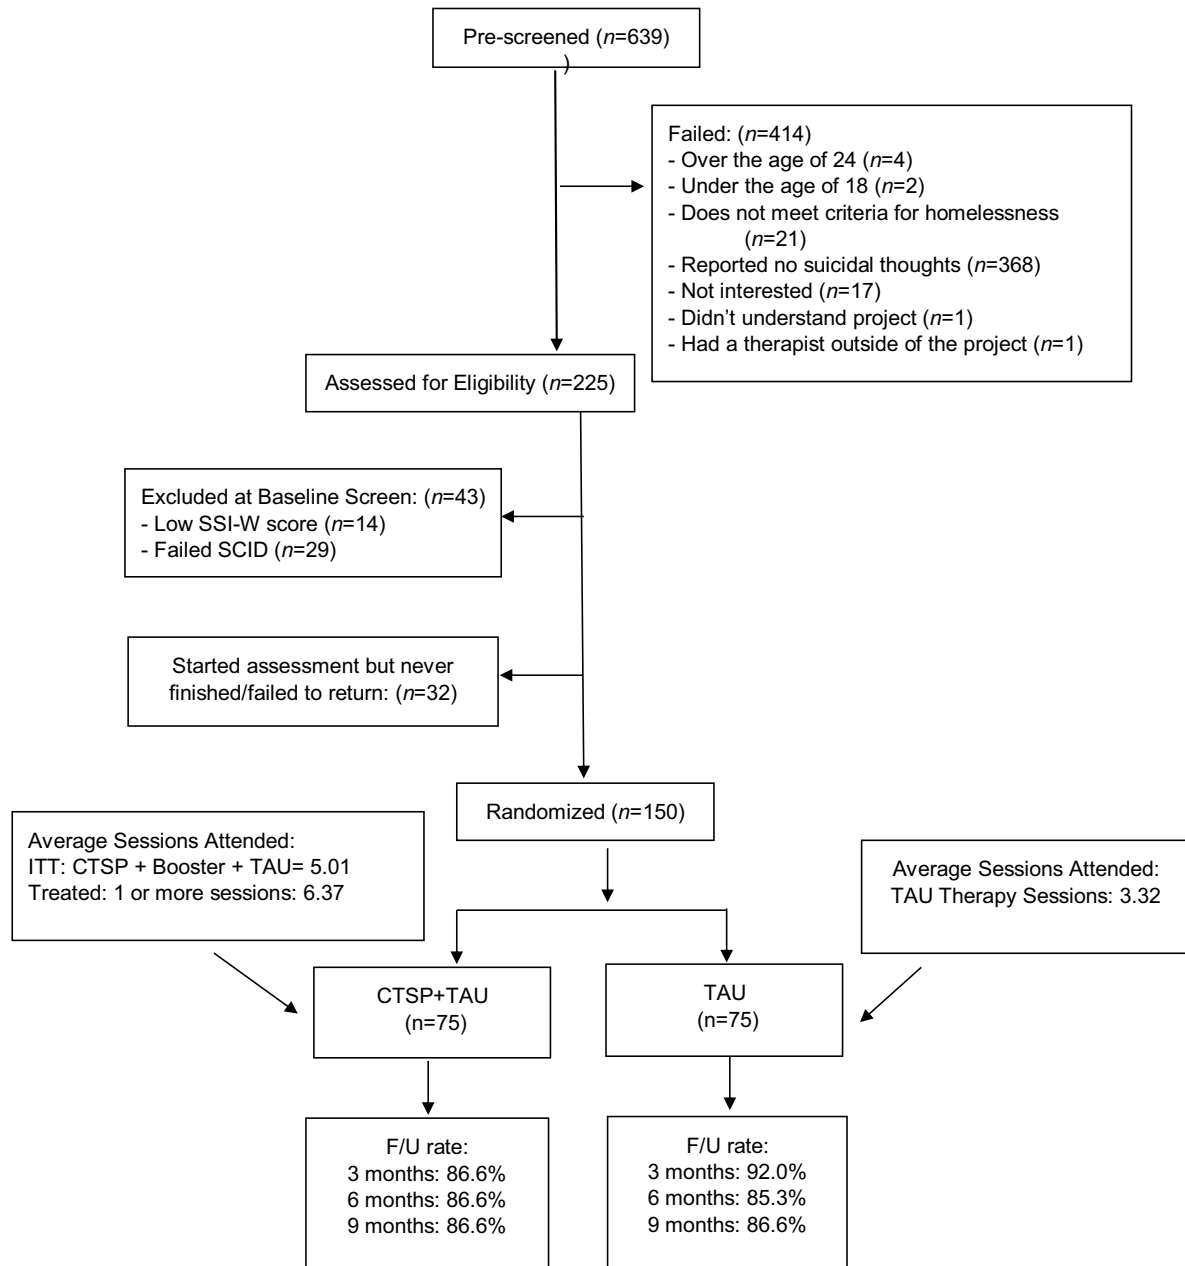 Pre-screened (n=639)
)
Failed: (n=414)
- Over the age of 24 (n=4)
- Under the age of 18 (n=2)
- Does not meet criteria for homelessness
(n=21)
- Reported no suicidal thoughts (n=368)
- Not interested (n=17)
- Didn’t understand project (n=1)
- Had a therapist outside of the project (n=1)
Assessed for Eligibility (n=225)
Excluded at Baseline Screen: (n=43)
- Low SSI-W score (n=14)
- Failed SCID (n=29)
Started assessment but never
finished/failed to return: (n=32)
Randomized (n=150)
Average Sessions Attended:
ITT: CTSP + Booster + TAU= 5.01
Treated: 1 or more sessions: 6.37
Average Sessions Attended:
TAU Therapy Sessions: 3.32
CTSP+TAU
(n=75)
TAU
(n=75)
F/U rate:
3 months: 86.6%
6 months: 86.6%
9 months: 86.6%
F/U rate:
3 months: 92.0%
6 months: 85.3%
9 months: 86.6%